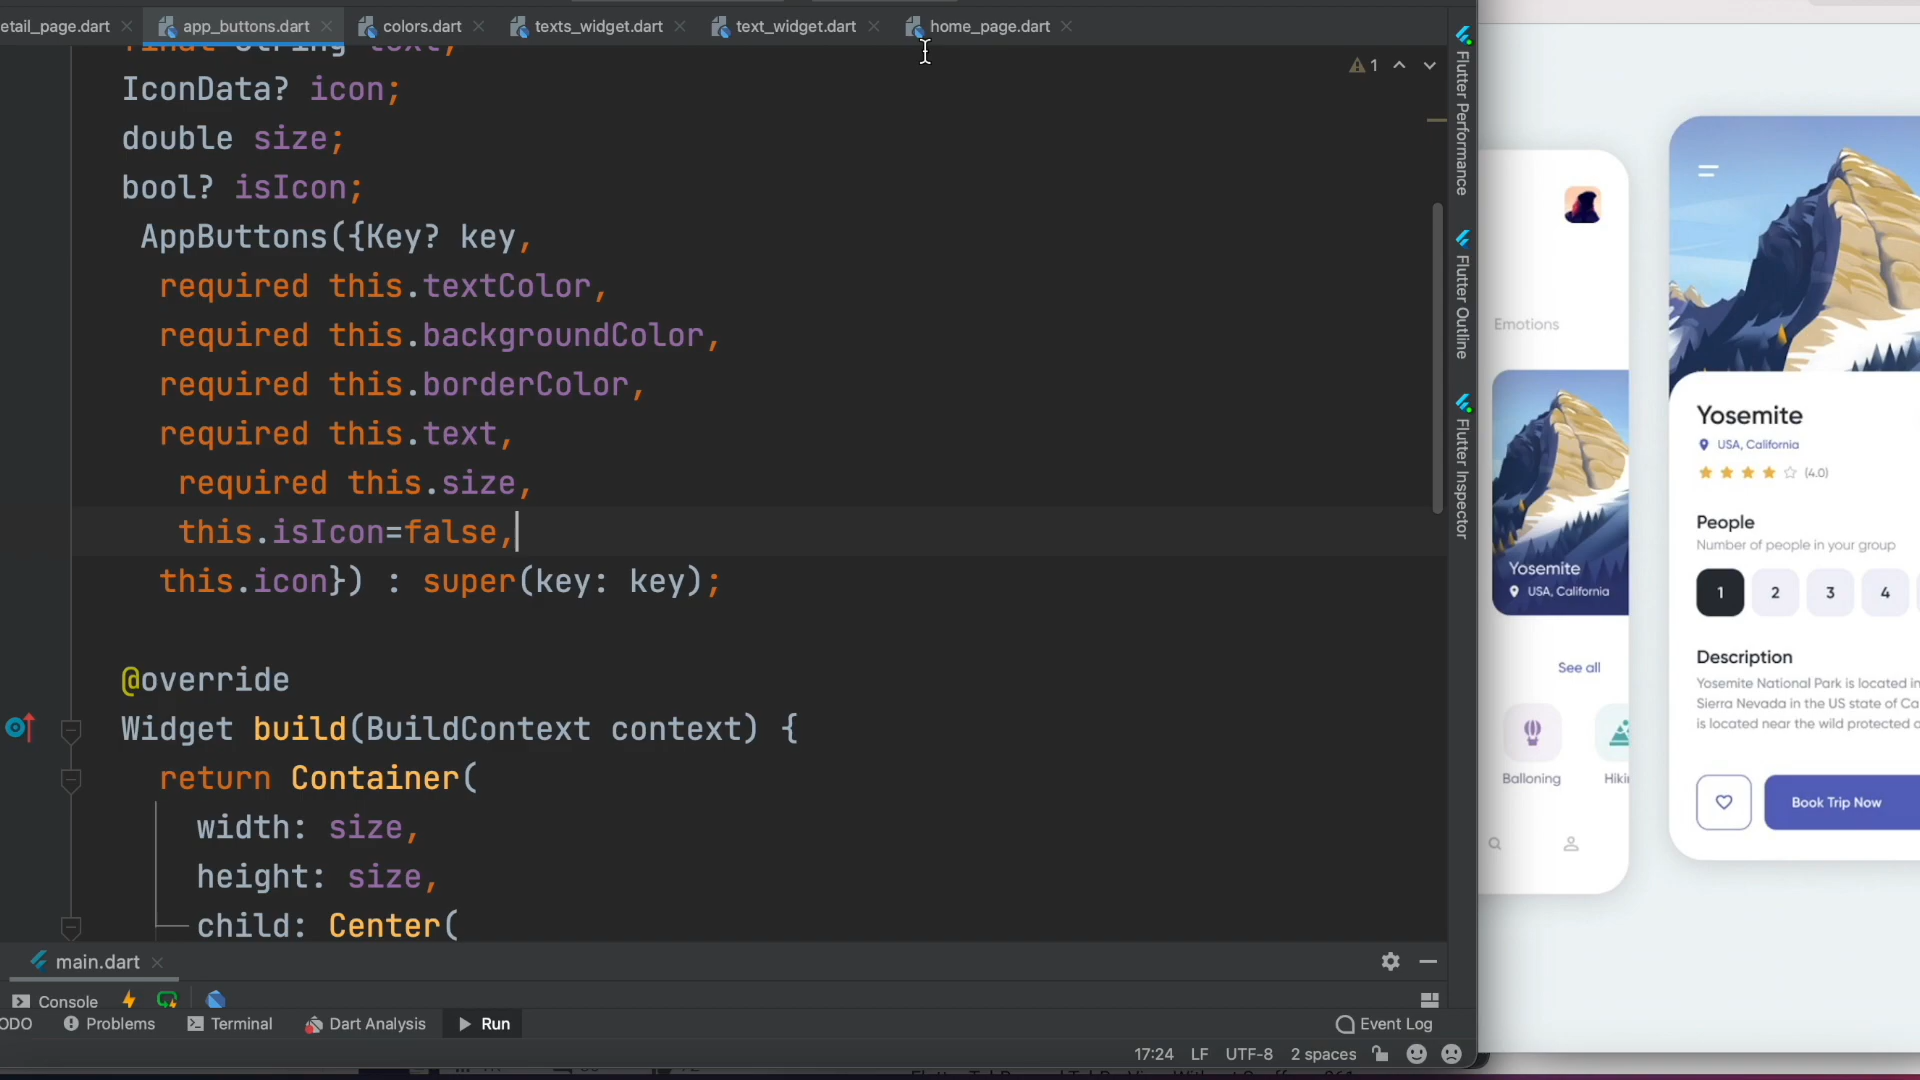 etail_page.dart
app_buttons.dart
colors.dart
texts_widget.dart
text_widget.dart
home_page.dart
final String text;
IconData? icon;
double size;
bool? isIcon;
AppButtons({Key? key,
required this.textColor,
required this.backgroundColor,
required this.borderColor,
required this.text,
required this.size,
this.isIcon=false,
this.icon}) : super(key: key);
@override
Widget build(BuildContext context) {
return Container(
width: size,
height: size,
child: Center(
1
Flutter Performance
Flutter Outline
Flutter Inspector
main.dart
Console
ODO
Problems
Terminal
Dart Analysis
Run
Event Log
17:24 LF UTF-8 2 spaces
Emotions
Yosemite
USA, California
See all
Balloning
Hiki
Yosemite
USA, California
(4.0)
People
Number of people in your group
1 2 3 4
Description
Yosemite National Park is located in
Sierra Nevada in the US state of Ca
is located near the wild protected a
Book Trip Now